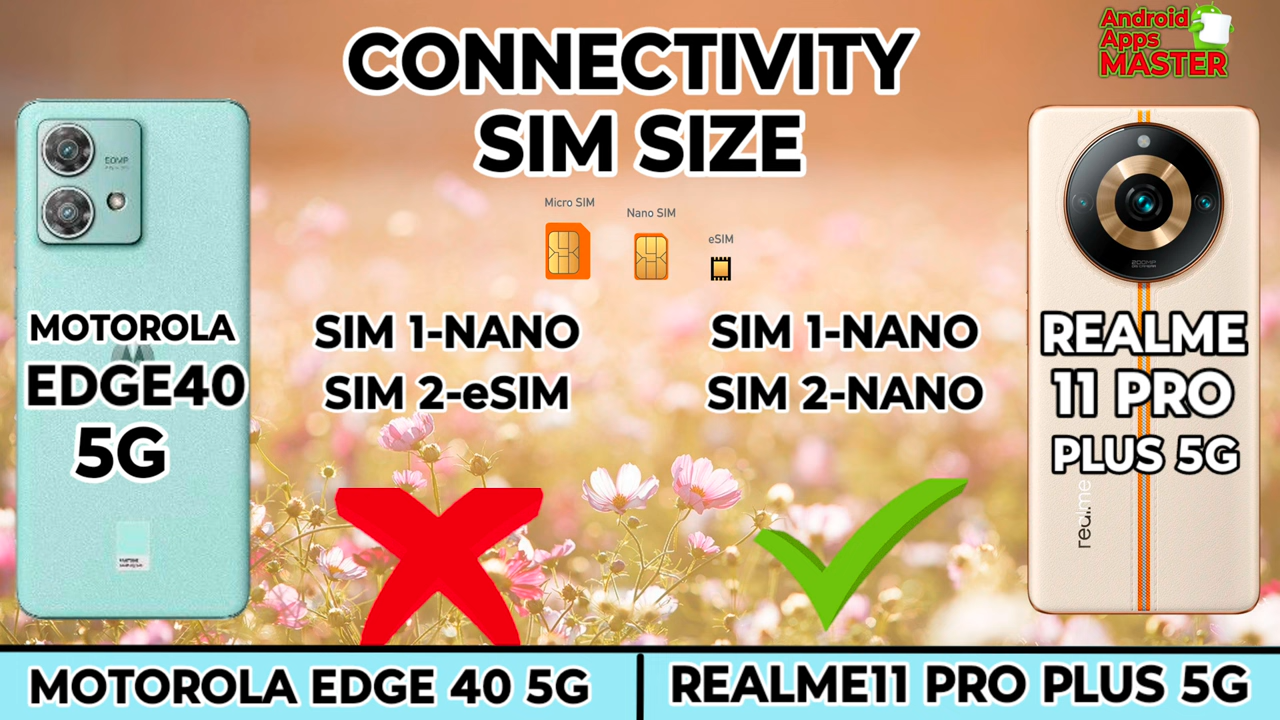 Android
Apps
MASTER
CONNECTIVITY
SIM SIZE
Micro SIM
Nano SIM
eSIM
50MP
200MP
MOTOROLA
EDGE40
5G
SIM 1-NANO
SIM 2-eSIM
SIM 1-NANO
SIM 2-NANO
REALME
11 PRO
PLUS 5G
realme
MOTOROLA EDGE 40 5G
REALME11 PRO PLUS 5G